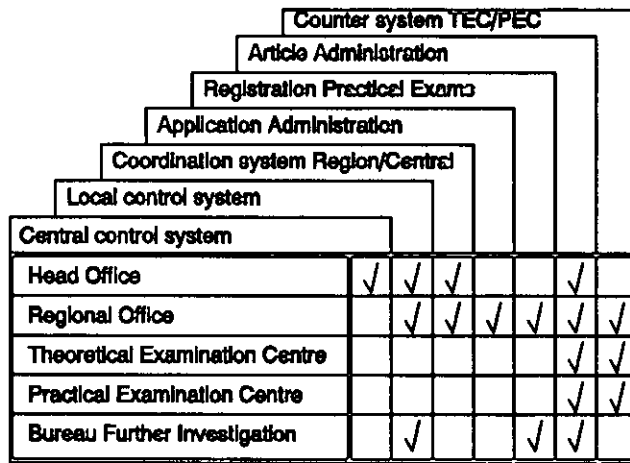 Counter system TEC/PEC
Article Administration
Registration Practical Exams
Application Administration
Coordination system Region/Central
Local control system
Central control system
Head Office √ √ √ √
Regional Office √ √ √ √ √ √
Theoretical Examination Centre √ √
Practical Examination Centre √ √
Bureau Further Investigation √ √ √